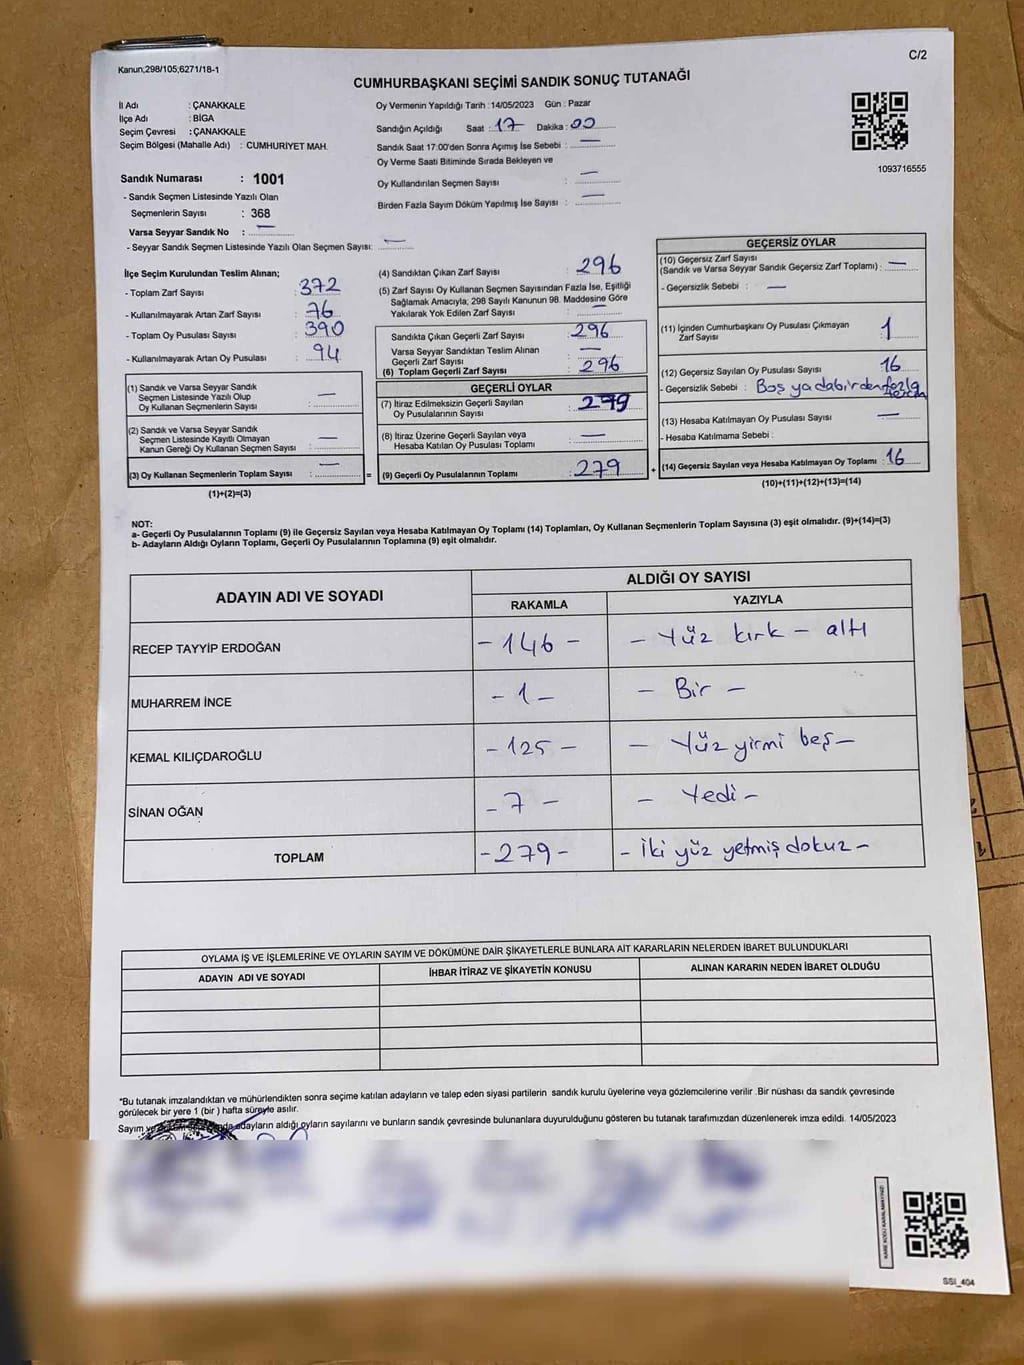 Kanun;298/105;6271/18-1
C/2
CUMHURBAŞKANI SEÇİMİ SANDIK SONUÇ TUTANAĞI
İl Adı : ÇANAKKALE
İlçe Adı : BİGA
Seçim Çevresi : ÇANAKKALE
Seçim Bölgesi (Mahalle Adı) : CUMHURİYET MAH.
Sandık Numarası : 1001
- Sandık Seçmen Listesinde Yazılı Olan
Seçmenlerin Sayısı : 368
Varsa Seyyar Sandık No : —
- Seyyar Sandık Seçmen Listesinde Yazılı Olan Seçmen Sayısı: —
Oy Vermenin Yapıldığı Tarih : 14/05/2023 Gün : Pazar
Sandığın Açıldığı Saat : 17 Dakika : 00
Sandık Saat 17.00'den Sonra Açımış İse Sebebi : —
Oy Verme Saati Bitiminde Sırada Bekleyen ve
Oy Kullandırılan Seçmen Sayısı : —
Birden Fazla Sayım Döküm Yapılmış İse Sayısı : —
1093716555
İlçe Seçim Kurulundan Teslim Alınan;
- Toplam Zarf Sayısı : 372
- Kullanılmayarak Artan Zarf Sayısı : 76
- Toplam Oy Pusulası Sayısı : 390
- Kullanılmayarak Artan Oy Pusulası : 94
(1) Sandık ve Varsa Seyyar Sandık
Seçmen Listesinde Yazılı Olup
Oy Kullanan Seçmenlerin Sayısı : —
(2) Sandık ve Varsa Seyyar Sandık
Seçmen Listesinde Kayıtlı Olmayan
Kanun Gereği Oy Kullanan Seçmen Sayısı : —
(3) Oy Kullanan Seçmenlerin Toplam Sayısı : —
(1)+(2)=(3)
=
(4) Sandıktan Çıkan Zarf Sayısı : 296
(5) Zarf Sayısı Oy Kullanan Seçmen Sayısından Fazla İse, Eşitliği
Sağlamak Amacıyla; 298 Sayılı Kanunun 98. Maddesine Göre
Yakılarak Yok Edilen Zarf Sayısı : —
Sandıkta Çıkan Geçerli Zarf Sayısı : 296
Varsa Seyyar Sandıktan Teslim Alınan
Geçerli Zarf Sayısı : —
(6) Toplam Geçerli Zarf Sayısı : 296
GEÇERLİ OYLAR
(7) İtiraz Edilmeksizin Geçerli Sayılan
Oy Pusulalarının Sayısı : 279
(8) İtiraz Üzerine Geçerli Sayılan veya
Hesaba Katılan Oy Pusulası Toplamı : —
(9) Geçerli Oy Pusulalarının Toplamı : 279
+
GEÇERSİZ OYLAR
(10) Geçersiz Zarf Sayısı
(Sandık ve Varsa Seyyar Sandık Geçersiz Zarf Toplamı) : —
- Geçersizlik Sebebi : —
(11) İçinden Cumhurbaşkanı Oy Pusulası Çıkmayan
Zarf Sayısı : 1
(12) Geçersiz Sayılan Oy Pusulası Sayısı : 16
- Geçersizlik Sebebi : Boş ya da birden fazla
(13) Hesaba Katılmayan Oy Pusulası Sayısı : —
- Hesaba Katılmama Sebebi :
(14) Geçersiz Sayılan veya Hesaba Katılmayan Oy Toplamı : 16
(10)+(11)+(12)+(13)=(14)
NOT:
a- Geçerli Oy Pusulalarının Toplamı (9) ile Geçersiz Sayılan veya Hesaba Katılmayan Oy Toplamı (14) Toplamları, Oy Kullanan Seçmenlerin Toplam Sayısına (3) eşit olmalıdır. (9)+(14)=(3)
b- Adayların Aldığı Oyların Toplamı, Geçerli Oy Pusulalarının Toplamına (9) eşit olmalıdır.
ADAYIN ADI VE SOYADI ALDIĞI OY SAYISI
RAKAMLA YAZIYLA
RECEP TAYYİP ERDOĞAN - 146 - - Yüz kırk - altı
MUHARREM İNCE - 1 - - Bir -
KEMAL KILIÇDAROĞLU - 125 - - Yüz yirmi beş -
SİNAN OĞAN - 7 - - Yedi -
TOPLAM - 279 - - İki yüz yetmiş dokuz -
OYLAMA İŞ VE İŞLEMLERİNE VE OYLARIN SAYIM VE DÖKÜMÜNE DAİR ŞİKAYETLERLE BUNLARA AİT KARARLARIN NELERDEN İBARET BULUNDUKLARI
ADAYIN ADI VE SOYADI İHBAR İTİRAZ VE ŞİKAYETİN KONUSU ALINAN KARARIN NEDEN İBARET OLDUĞU
*Bu tutanak imzalandıktan ve mühürlendikten sonra seçime katılan adayların ve talep eden siyasi partilerin sandık kurulu üyelerine veya gözlemcilerine verilir .Bir nüshası da sandık çevresinde
görülecek bir yere 1 (bir ) hafta süreyle asılır.
Sayım adayların aldığı oyların sayılarını ve bunların sandık çevresinde bulunanlara duyurulduğunu gösteren bu tutanak tarafımızdan düzenlenerek imza edildi. 14/05/2023
SSI_404